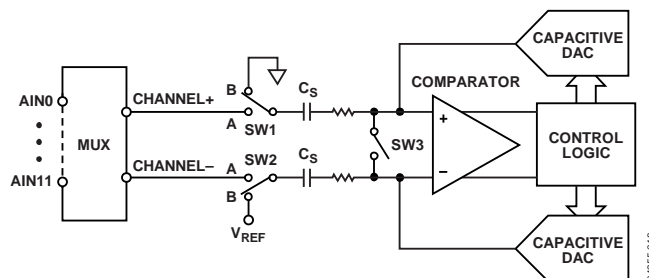 CAPACITIVE
DAC
B
COMPARATOR
CS
AIN0
CHANNEL+
A
SW1
+
MUX
SW3
CONTROL
LOGIC
CHANNEL–
A
SW2
CS
–
AIN11
B
VREF
CAPACITIVE
DAC